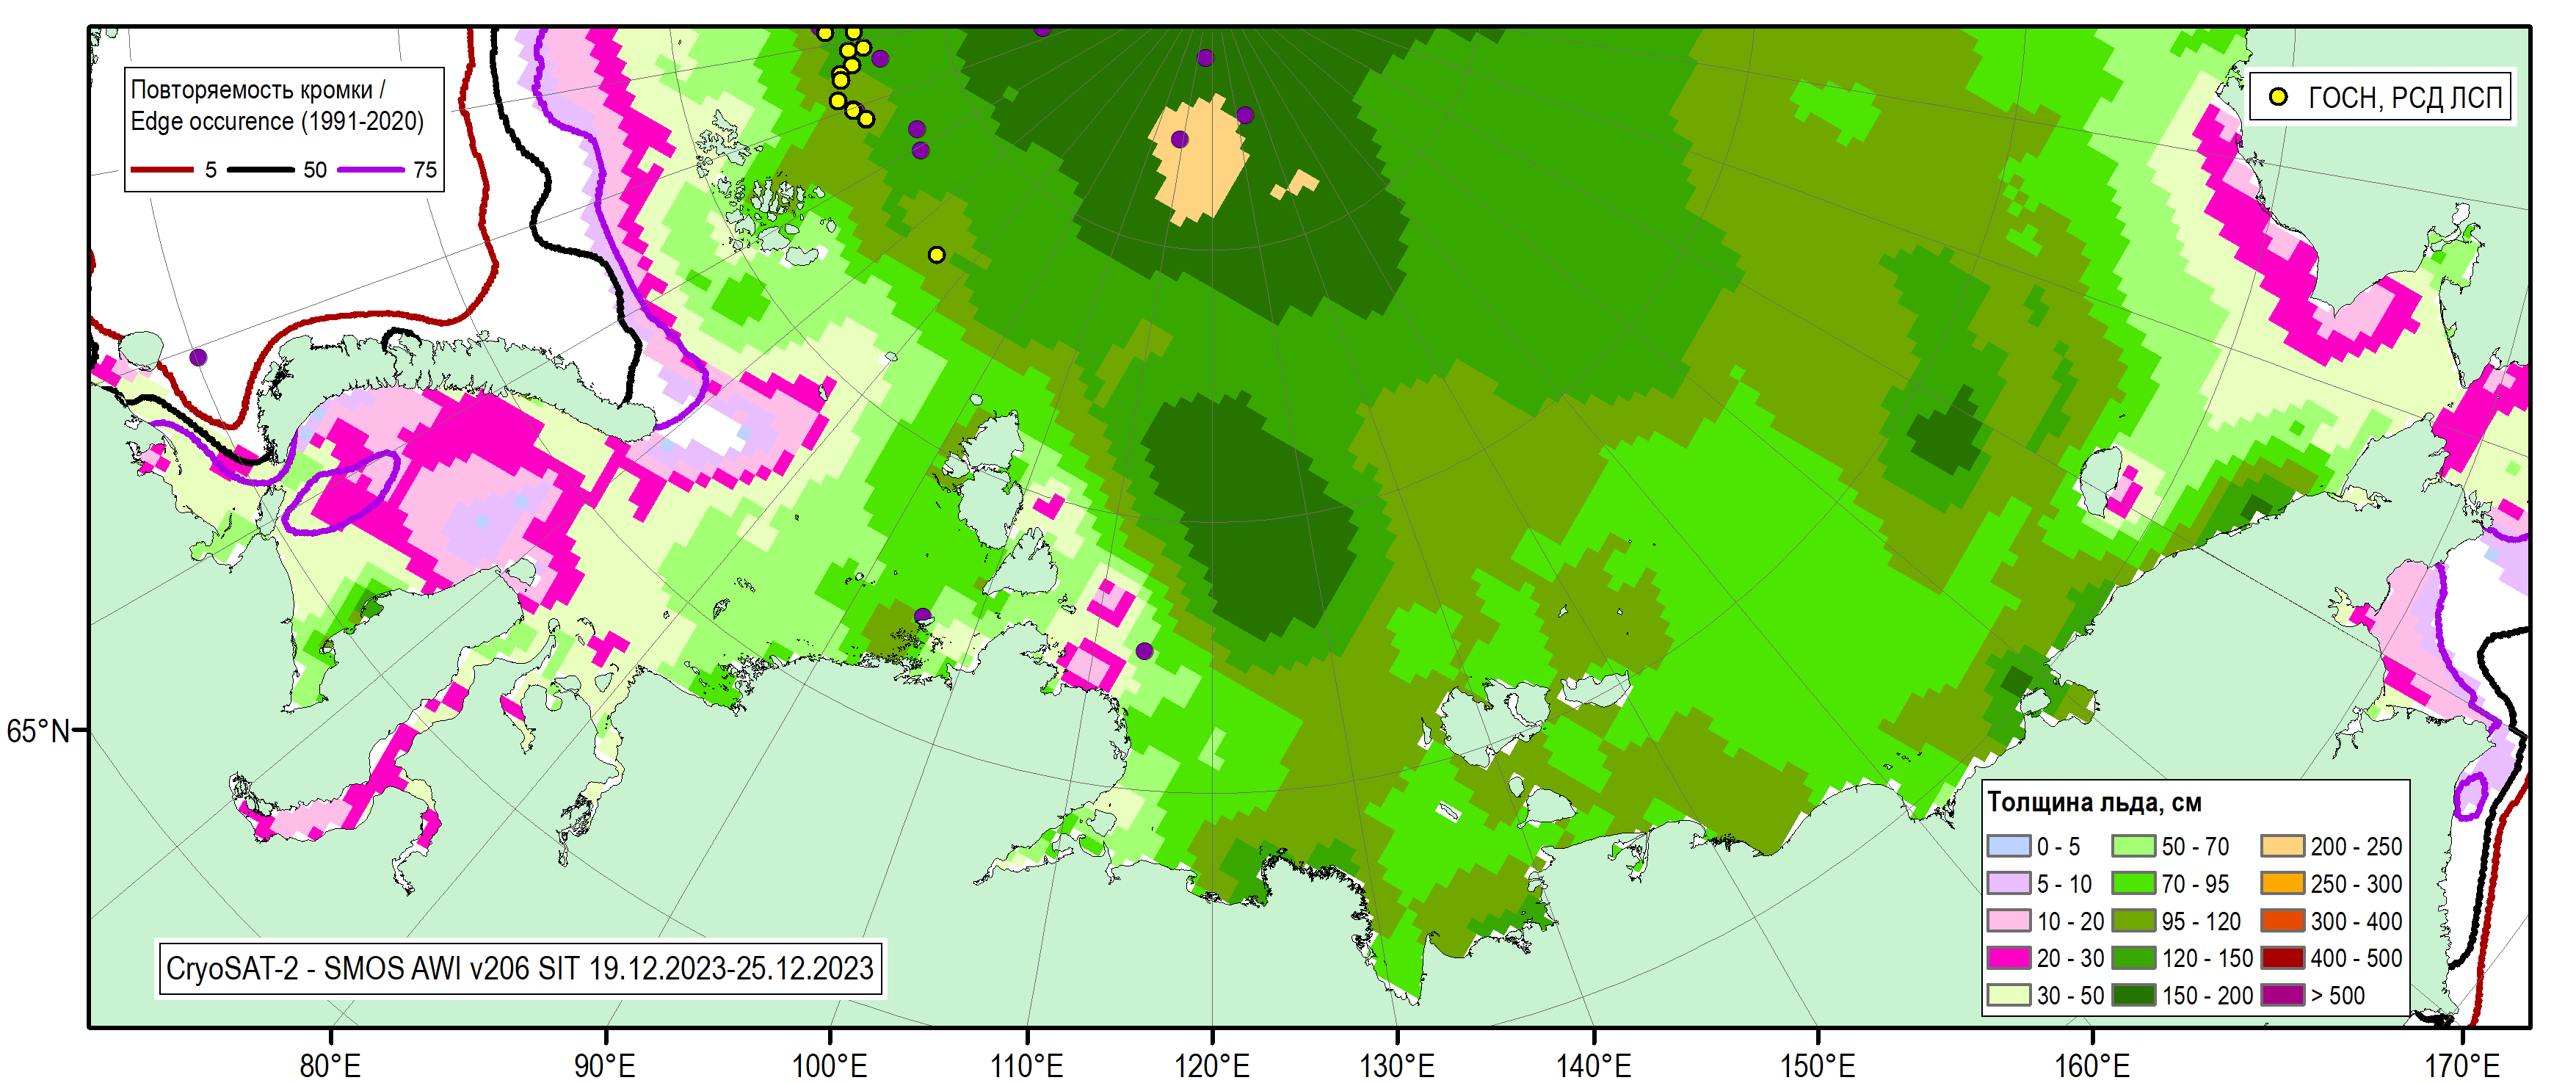 Повторяемость кромки /
Edge occurence (1991-2020)
5 50 75
ГОСН, РСД ЛСП
65°N
Толщина льда, см
0 - 5 50 - 70 200 - 250
5 - 10 70 - 95 250 - 300
10 - 20 95 - 120 300 - 400
20 - 30 120 - 150 400 - 500
30 - 50 150 - 200 > 500
CryoSAT-2 - SMOS AWI v206 SIT 19.12.2023-25.12.2023
80°E 90°E 100°E 110°E 120°E 130°E 140°E 150°E 160°E 170°E